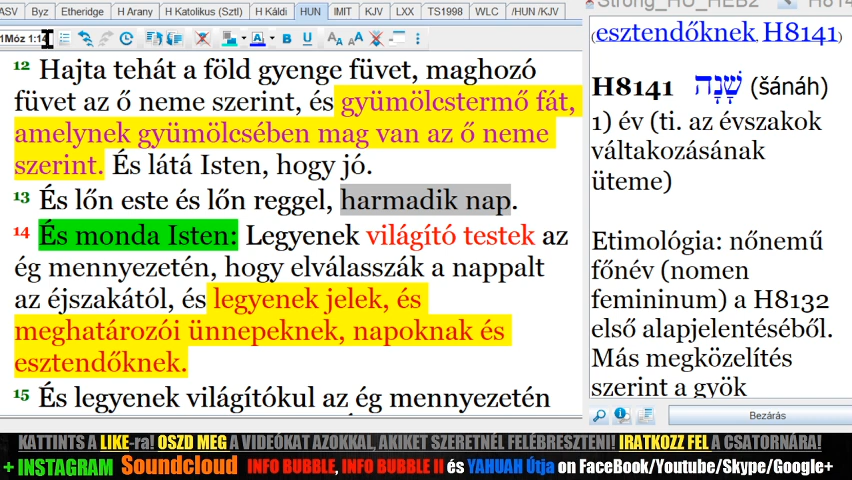 ASV Byz Etheridge H Arany H Katolikus (Sztl) H Káldi HUN IMIT KJV LXX TS1998 WLC /HUN /KJV
1Móz 1:14
12 Hajta tehát a föld gyenge füvet, maghozó
füvet az ő neme szerint, és gyümölcstermő fát,
amelynek gyümölcsében mag van az ő neme
szerint. És látá Isten, hogy jó.
13 És lőn este és lőn reggel, harmadik nap.
14 És monda Isten: Legyenek világító testek az
ég mennyezetén, hogy elválasszák a nappalt
az éjszakától, és legyenek jelek, és
meghatározói ünnepeknek, napoknak és
esztendőknek.
15 És legyenek világítókul az ég mennyezetén
Strong_HU_HEB2
(esztendőknek H8141)
H8141 שָׁנָה (šánáh)
1) év (ti. az évszakok
váltakozásának
üteme)
Etimológia: nőnemű
főnév (nomen
femininum) a H8132
első alapjelentéséből.
Más megközelítés
szerint a gyök
Bezárás
KATTINTS A LIKE-ra! OSZD MEG A VIDEÓKAT AZOKKAL, AKIKET SZERETNÉL FELÉBRESZTENI! IRATKOZZ FEL A CSATORNÁRA!
+ INSTAGRAM Soundcloud INFO BUBBLE, INFO BUBBLE II és YAHUAH Útja on FaceBook/Youtube/Skype/Google+